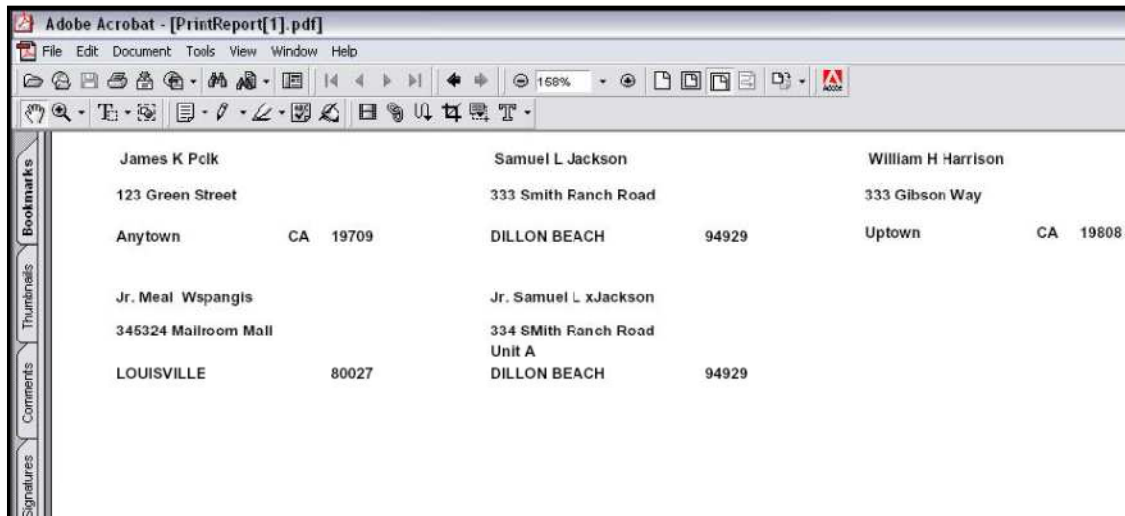 Adobe Acrobat - [PrintReport[1].pdf]
File Edit Document Tools View Window Help
158%
Adobe
Bookmarks
Thumbnails
Comments
Signatures
James K Polk
123 Green Street
Anytown CA 19709
Samuel L Jackson
333 Smith Ranch Road
DILLON BEACH 94929
William H Harrison
333 Gibson Way
Uptown CA 19808
Jr. Meal Wspangis
345324 Mailroom Mall
LOUISVILLE 80027
Jr. Samuel L xJackson
334 SMith Ranch Road
Unit A
DILLON BEACH 94929